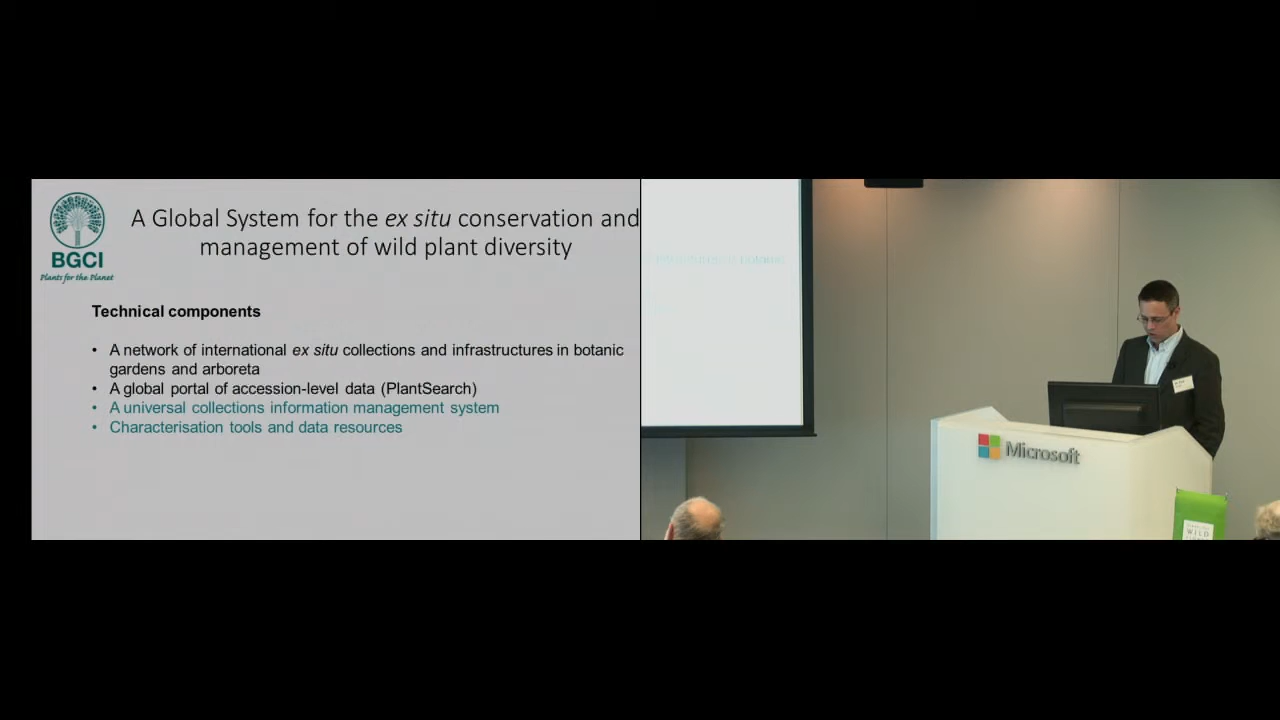 A Global System for the ex situ conservation and
management of wild plant diversity
BGCI
Plants for the Planet
Technical components
• A network of international ex situ collections and infrastructures in botanic
gardens and arboreta
• A global portal of accession-level data (PlantSearch)
• A universal collections information management system
• Characterisation tools and data resources
Microsoft
WILD